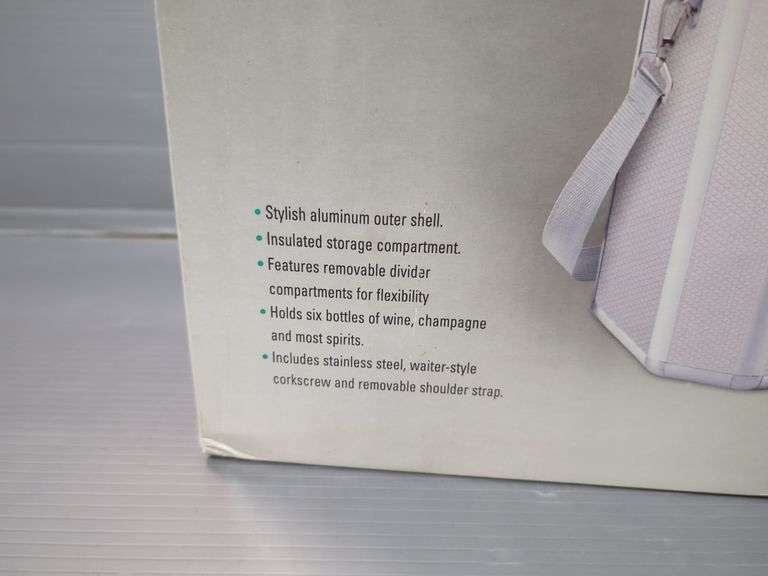 • Stylish aluminum outer shell.
• Insulated storage compartment.
• Features removable divider
compartments for flexibility
• Holds six bottles of wine, champagne
and most spirits.
• Includes stainless steel, waiter-style
corkscrew and removable shoulder strap.